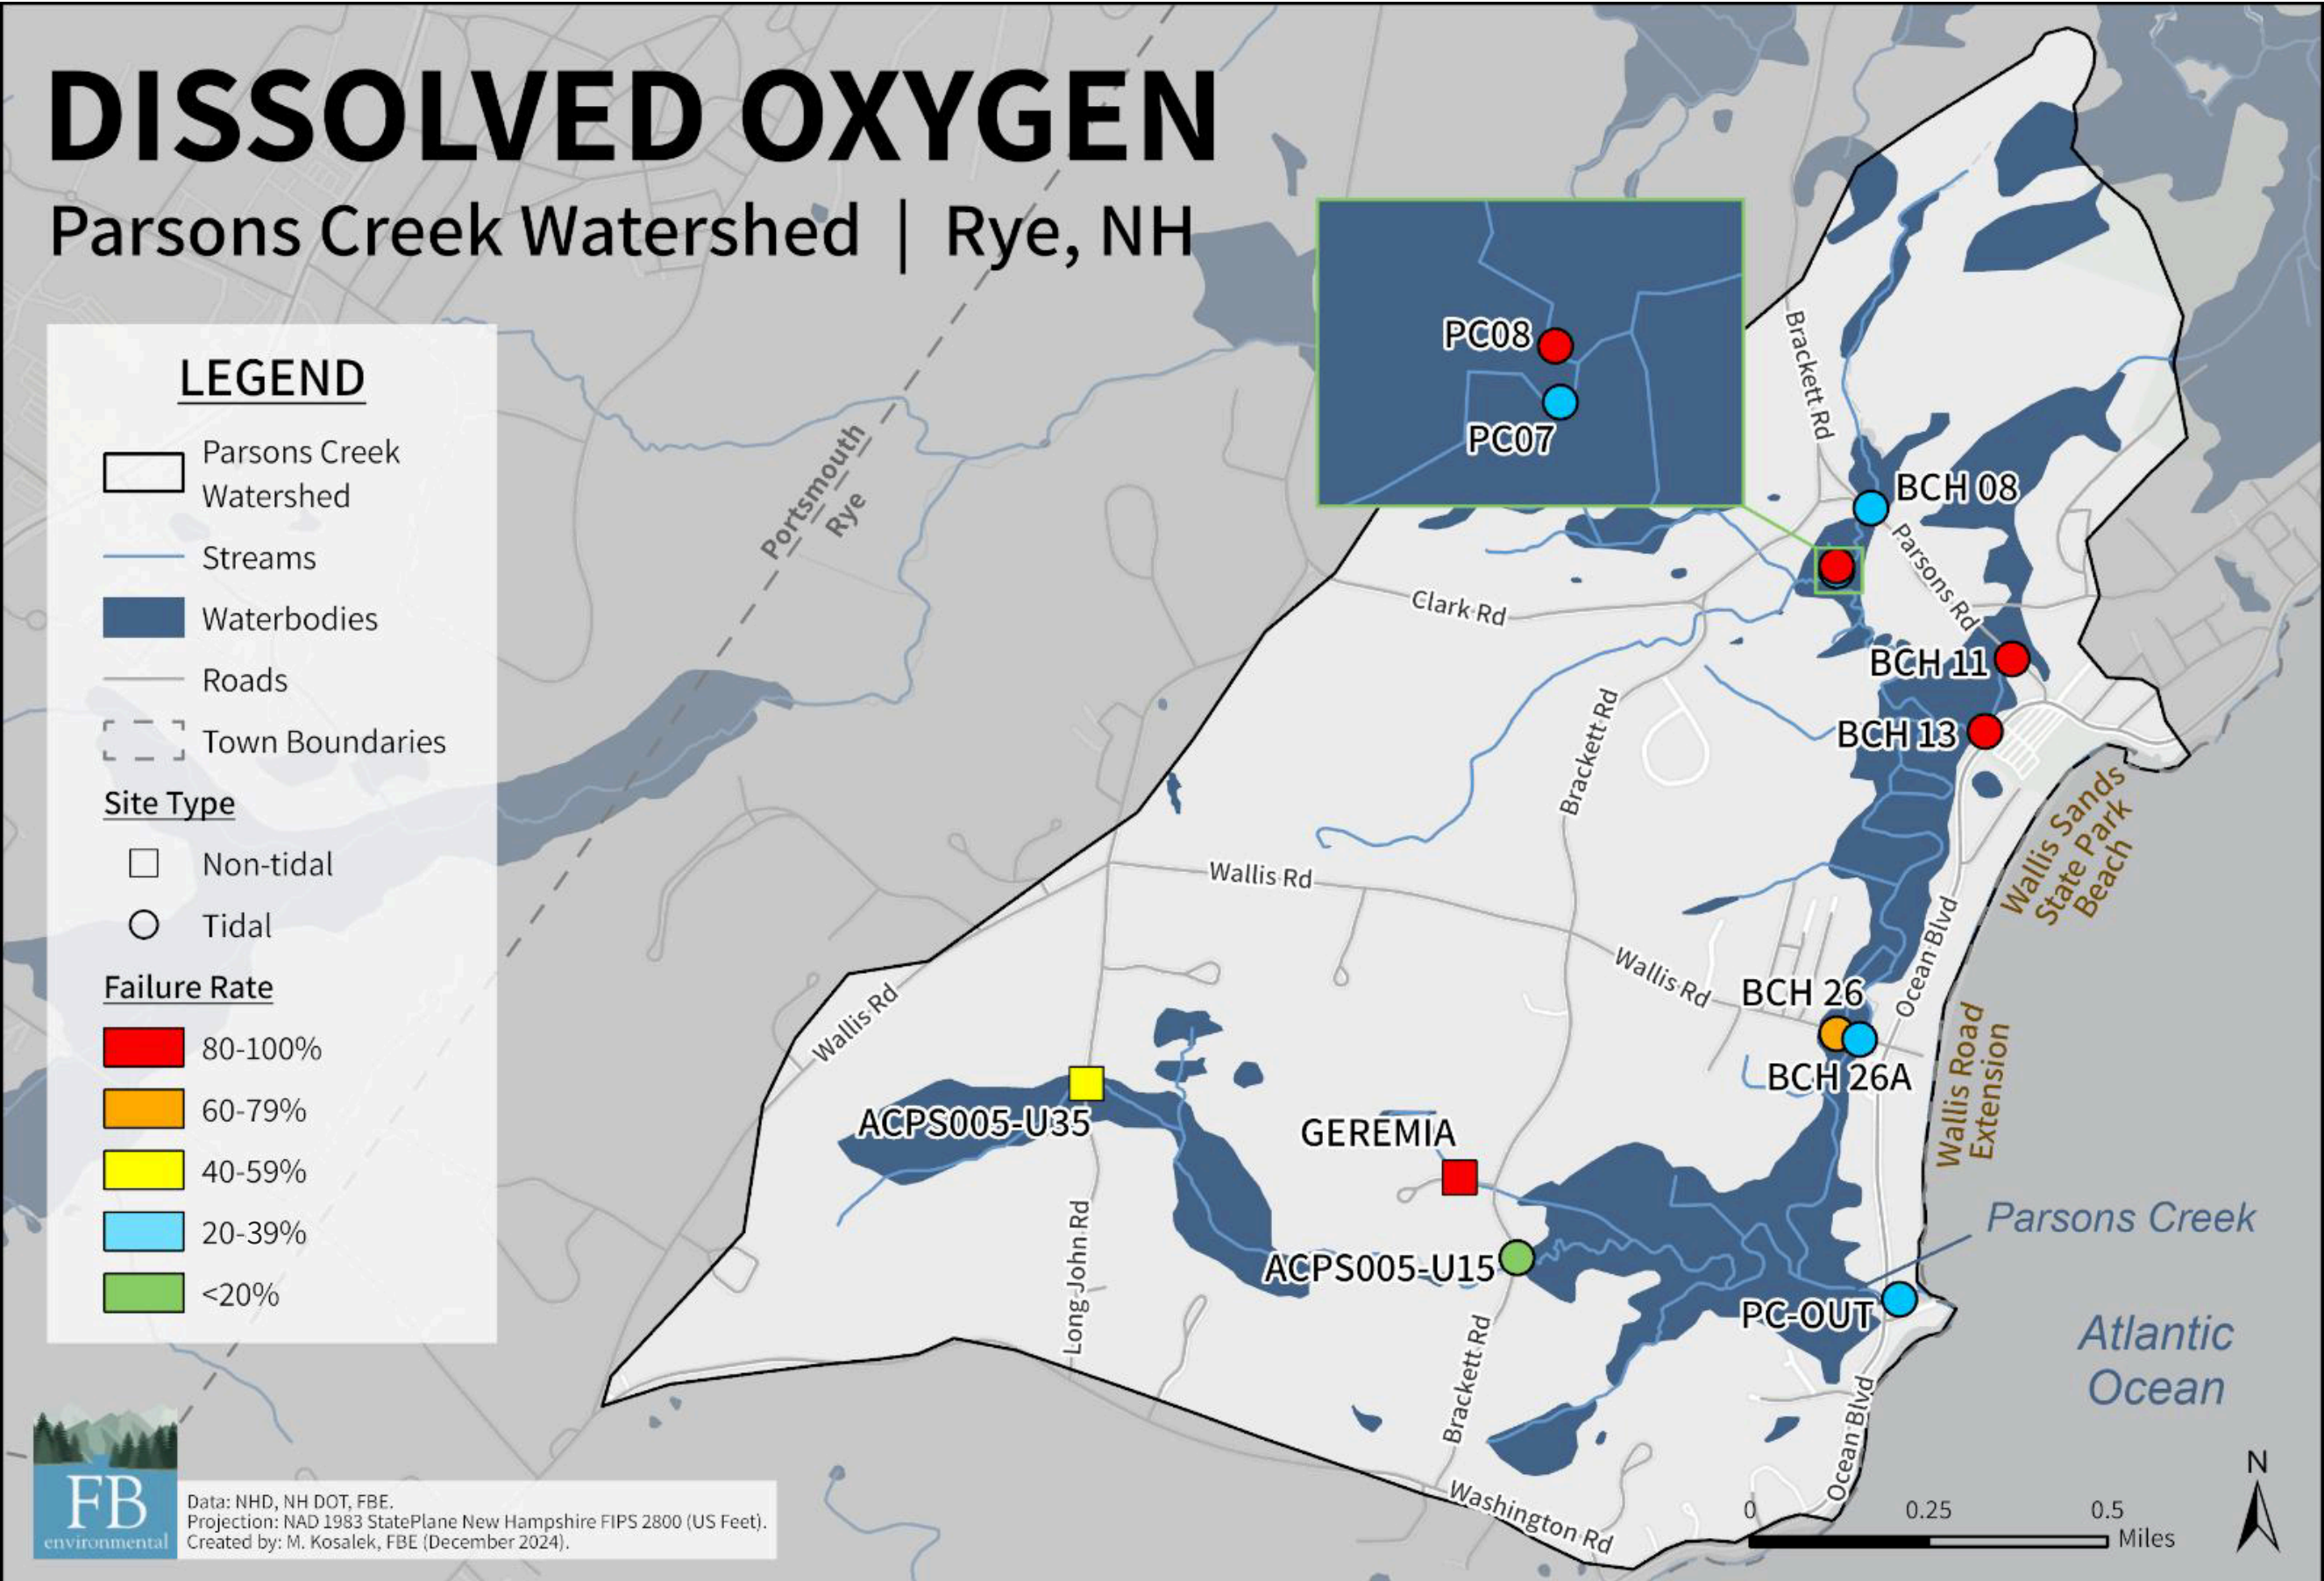 DISSOLVED OXYGEN
Parsons Creek Watershed | Rye, NH
LEGEND
Parsons Creek
Watershed
Streams
Waterbodies
Roads
Town Boundaries
Site Type
Non-tidal
Tidal
Failure Rate
80-100%
60-79%
40-59%
20-39%
<20%
Portsmouth
Rye
PC08
PC07
Brackett Rd
BCH 08
Parsons Rd
Clark Rd
BCH 11
BCH 13
Brackett Rd
Wallis Sands
State Park
Beach
Wallis Rd
Ocean Blvd
Wallis Rd
Wallis Rd
BCH 26
BCH 26A
Wallis Road
Extension
ACPS005-U35
GEREMIA
Long John Rd
Parsons Creek
ACPS005-U15
PC-OUT
Atlantic
Ocean
Brackett Rd
Ocean Blvd
Washington Rd
N
0 0.25 0.5
Miles
FB
environmental
Data: NHD, NH DOT, FBE.
Projection: NAD 1983 StatePlane New Hampshire FIPS 2800 (US Feet).
Created by: M. Kosalek, FBE (December 2024).